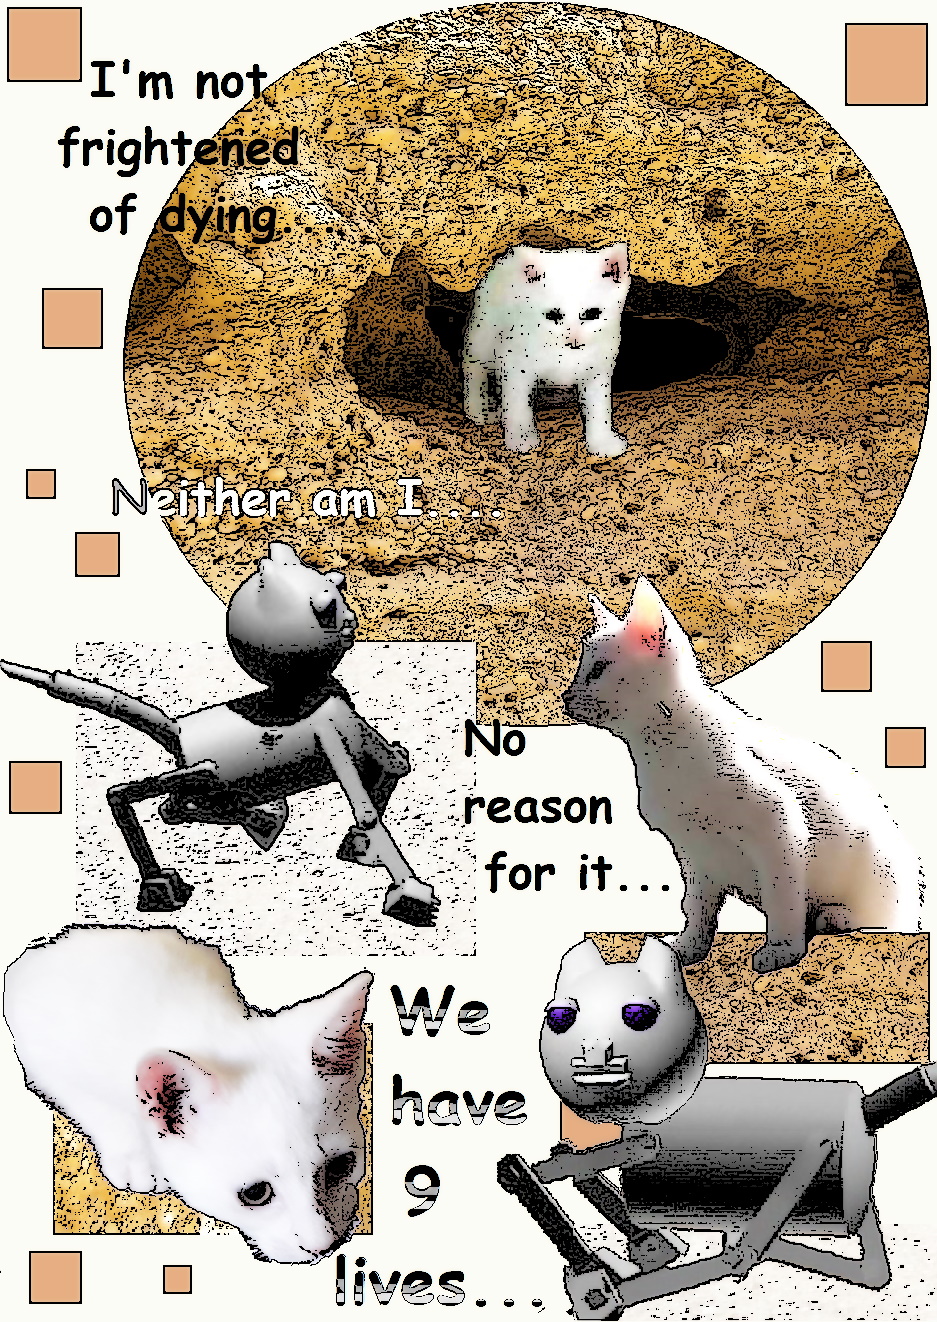 I'm not
frightened
of dying...
Neither am I....
No
reason
for it...
We
have
9
lives...